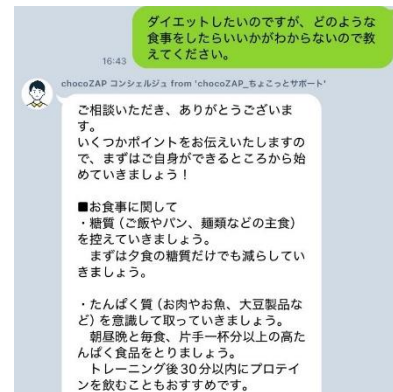 ダイエットしたいのですが、どのような
食事をしたらいいかがわからないので教
えてください。
16:43
chocoZAP コンシェルジュ from 'chocoZAP_ちょこっとサポート'
ご相談いただき、ありがとうございま
す。
いくつかポイントをお伝えいたしますの
で、まずはご自身ができるところから始
めていきましょう！
■お食事に関して
・糖質（ご飯やパン、麺類などの主食）
を控えていきましょう。
まずは夕食の糖質だけでも減らしてい
きましょう。
・たんぱく質（お肉やお魚、大豆製品な
ど）を意識して取っていきましょう。
朝昼晩と毎食、片手一杯分以上の高た
んぱく食品をとりましょう。
トレーニング後30分以内にプロテイ
ンを飲むこともおすすめです。